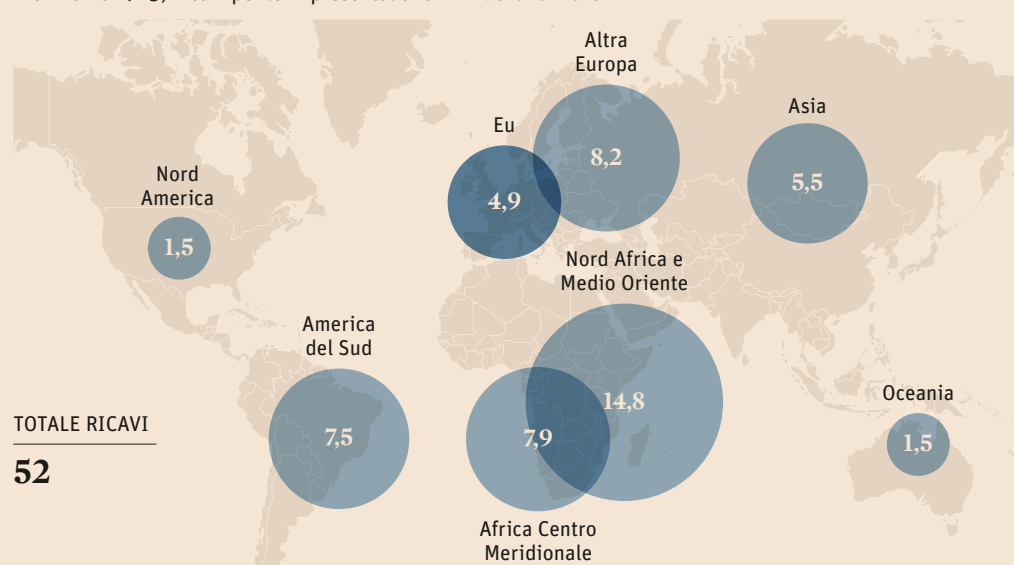 Altra
Europa
8,2
Eu
4,9
Asia
5,5
Nord
America
1,5
Nord Africa e
Medio Oriente
14,8
America
del Sud
7,5
Africa Centro
Meridionale
7,9
Oceania
1,5
TOTALE RICAVI
52